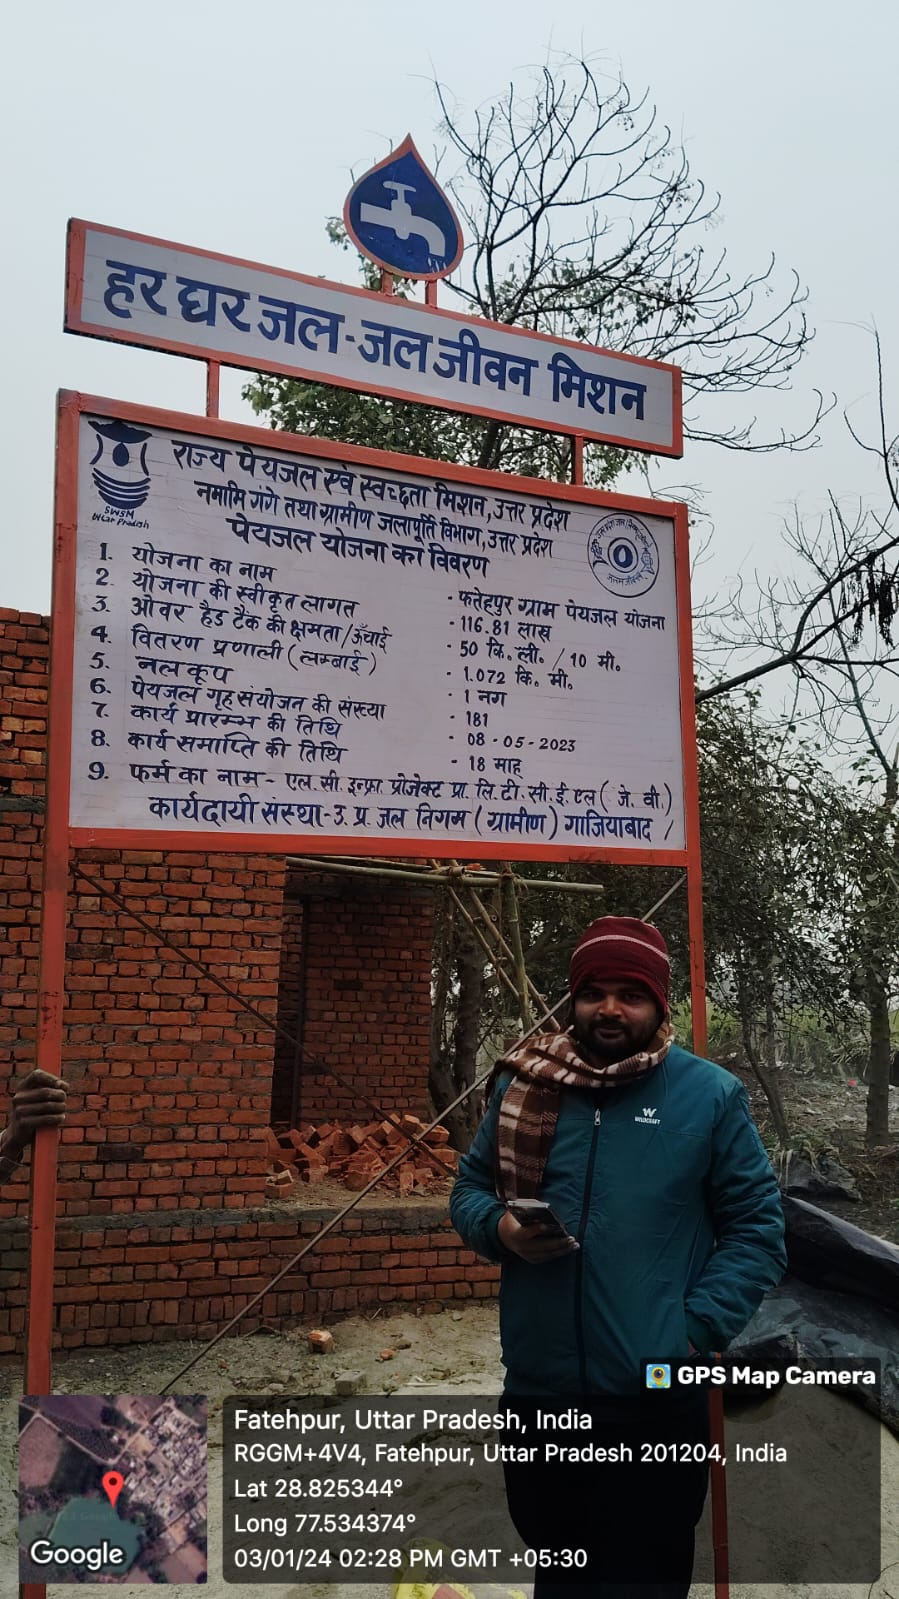 हर घर जल-जल जीवन मिशन
SWSM
Uttar Pradesh
राज्य पेयजल एवं स्वच्छता मिशन, उत्तर प्रदेश
नमामि गंगे तथा ग्रामीण जलापूर्ति विभाग, उत्तर प्रदेश
पेयजल योजना का विवरण
1. योजना का नाम - फतेहपुर ग्राम पेयजल योजना
2. योजना की स्वीकृत लागत - 116.81 लाख
3. ओवर हैड टैंक की क्षमता/ऊँचाई - 50 कि. ली. / 10 मी.
4. वितरण प्रणाली (लम्बाई) - 1.072 कि. मी.
5. नलकूप - 1 नग
6. पेयजल गृह संयोजन की संख्या - 181
7. कार्य प्रारम्भ की तिथि - 08-05-2023
8. कार्य समाप्ति की तिथि - 18 माह
9. फर्म का नाम - एल. सी. इन्फ्रा प्रोजेक्ट प्रा. लि. टी. सी. ई. एल (जे. वी.)
कार्यदायी संस्था-उ. प्र. जल निगम (ग्रामीण) गाजियाबाद /
WILDCRAFT
GPS Map Camera
Fatehpur, Uttar Pradesh, India
RGGM+4V4, Fatehpur, Uttar Pradesh 201204, India
Lat 28.825344°
Long 77.534374°
03/01/24 02:28 PM GMT +05:30
Google